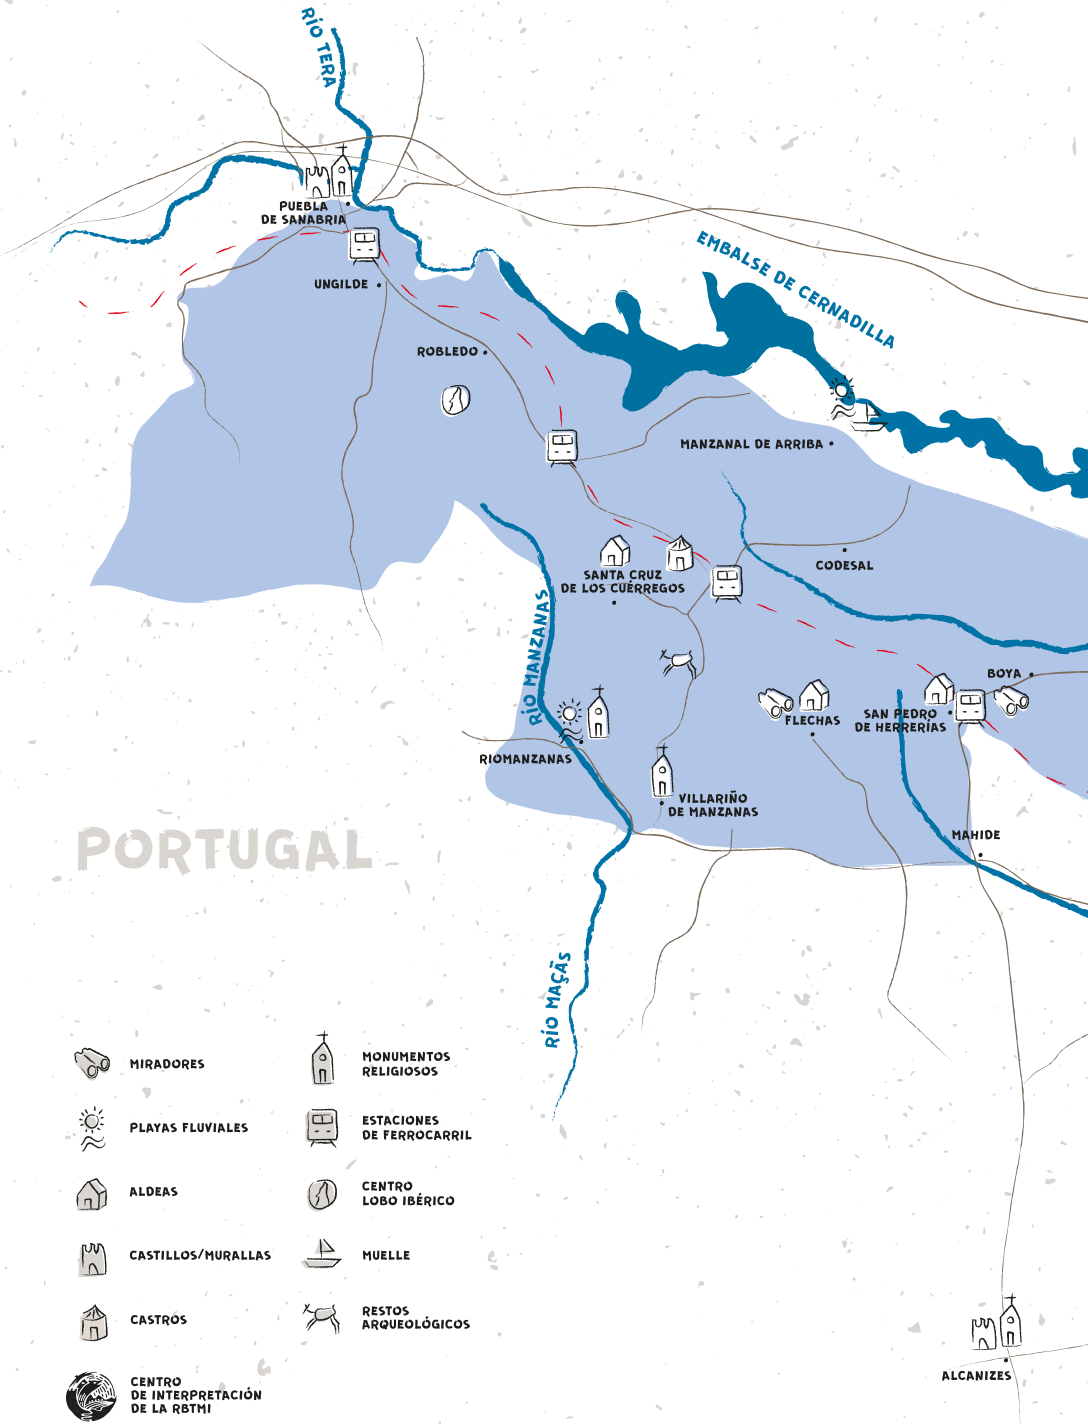 RÍO TERA
PUEBLA
DE SANABRIA
UNGILDE
EMBALSE DE CERNADILLA
ROBLEDO
MANZANAL DE ARRIBA
CODESAL
SANTA CRUZ
DE LOS CUÉRREGOS
RÍO MANZANAS
BOYA
FLECHAS
SAN PEDRO
DE HERRERÍAS
RIOMANZANAS
VILLARIÑO
DE MANZANAS
MAHIDE
PORTUGAL
RÍO MAÇÃS
MIRADORES
PLAYAS FLUVIALES
ALDEAS
CASTILLOS/MURALLAS
CASTROS
CENTRO
DE INTERPRETACIÓN
DE LA RBTMI
MONUMENTOS
RELIGIOSOS
ESTACIONES
DE FERROCARRIL
CENTRO
LOBO IBÉRICO
MUELLE
RESTOS
ARQUEOLÓGICOS
ALCANIZES